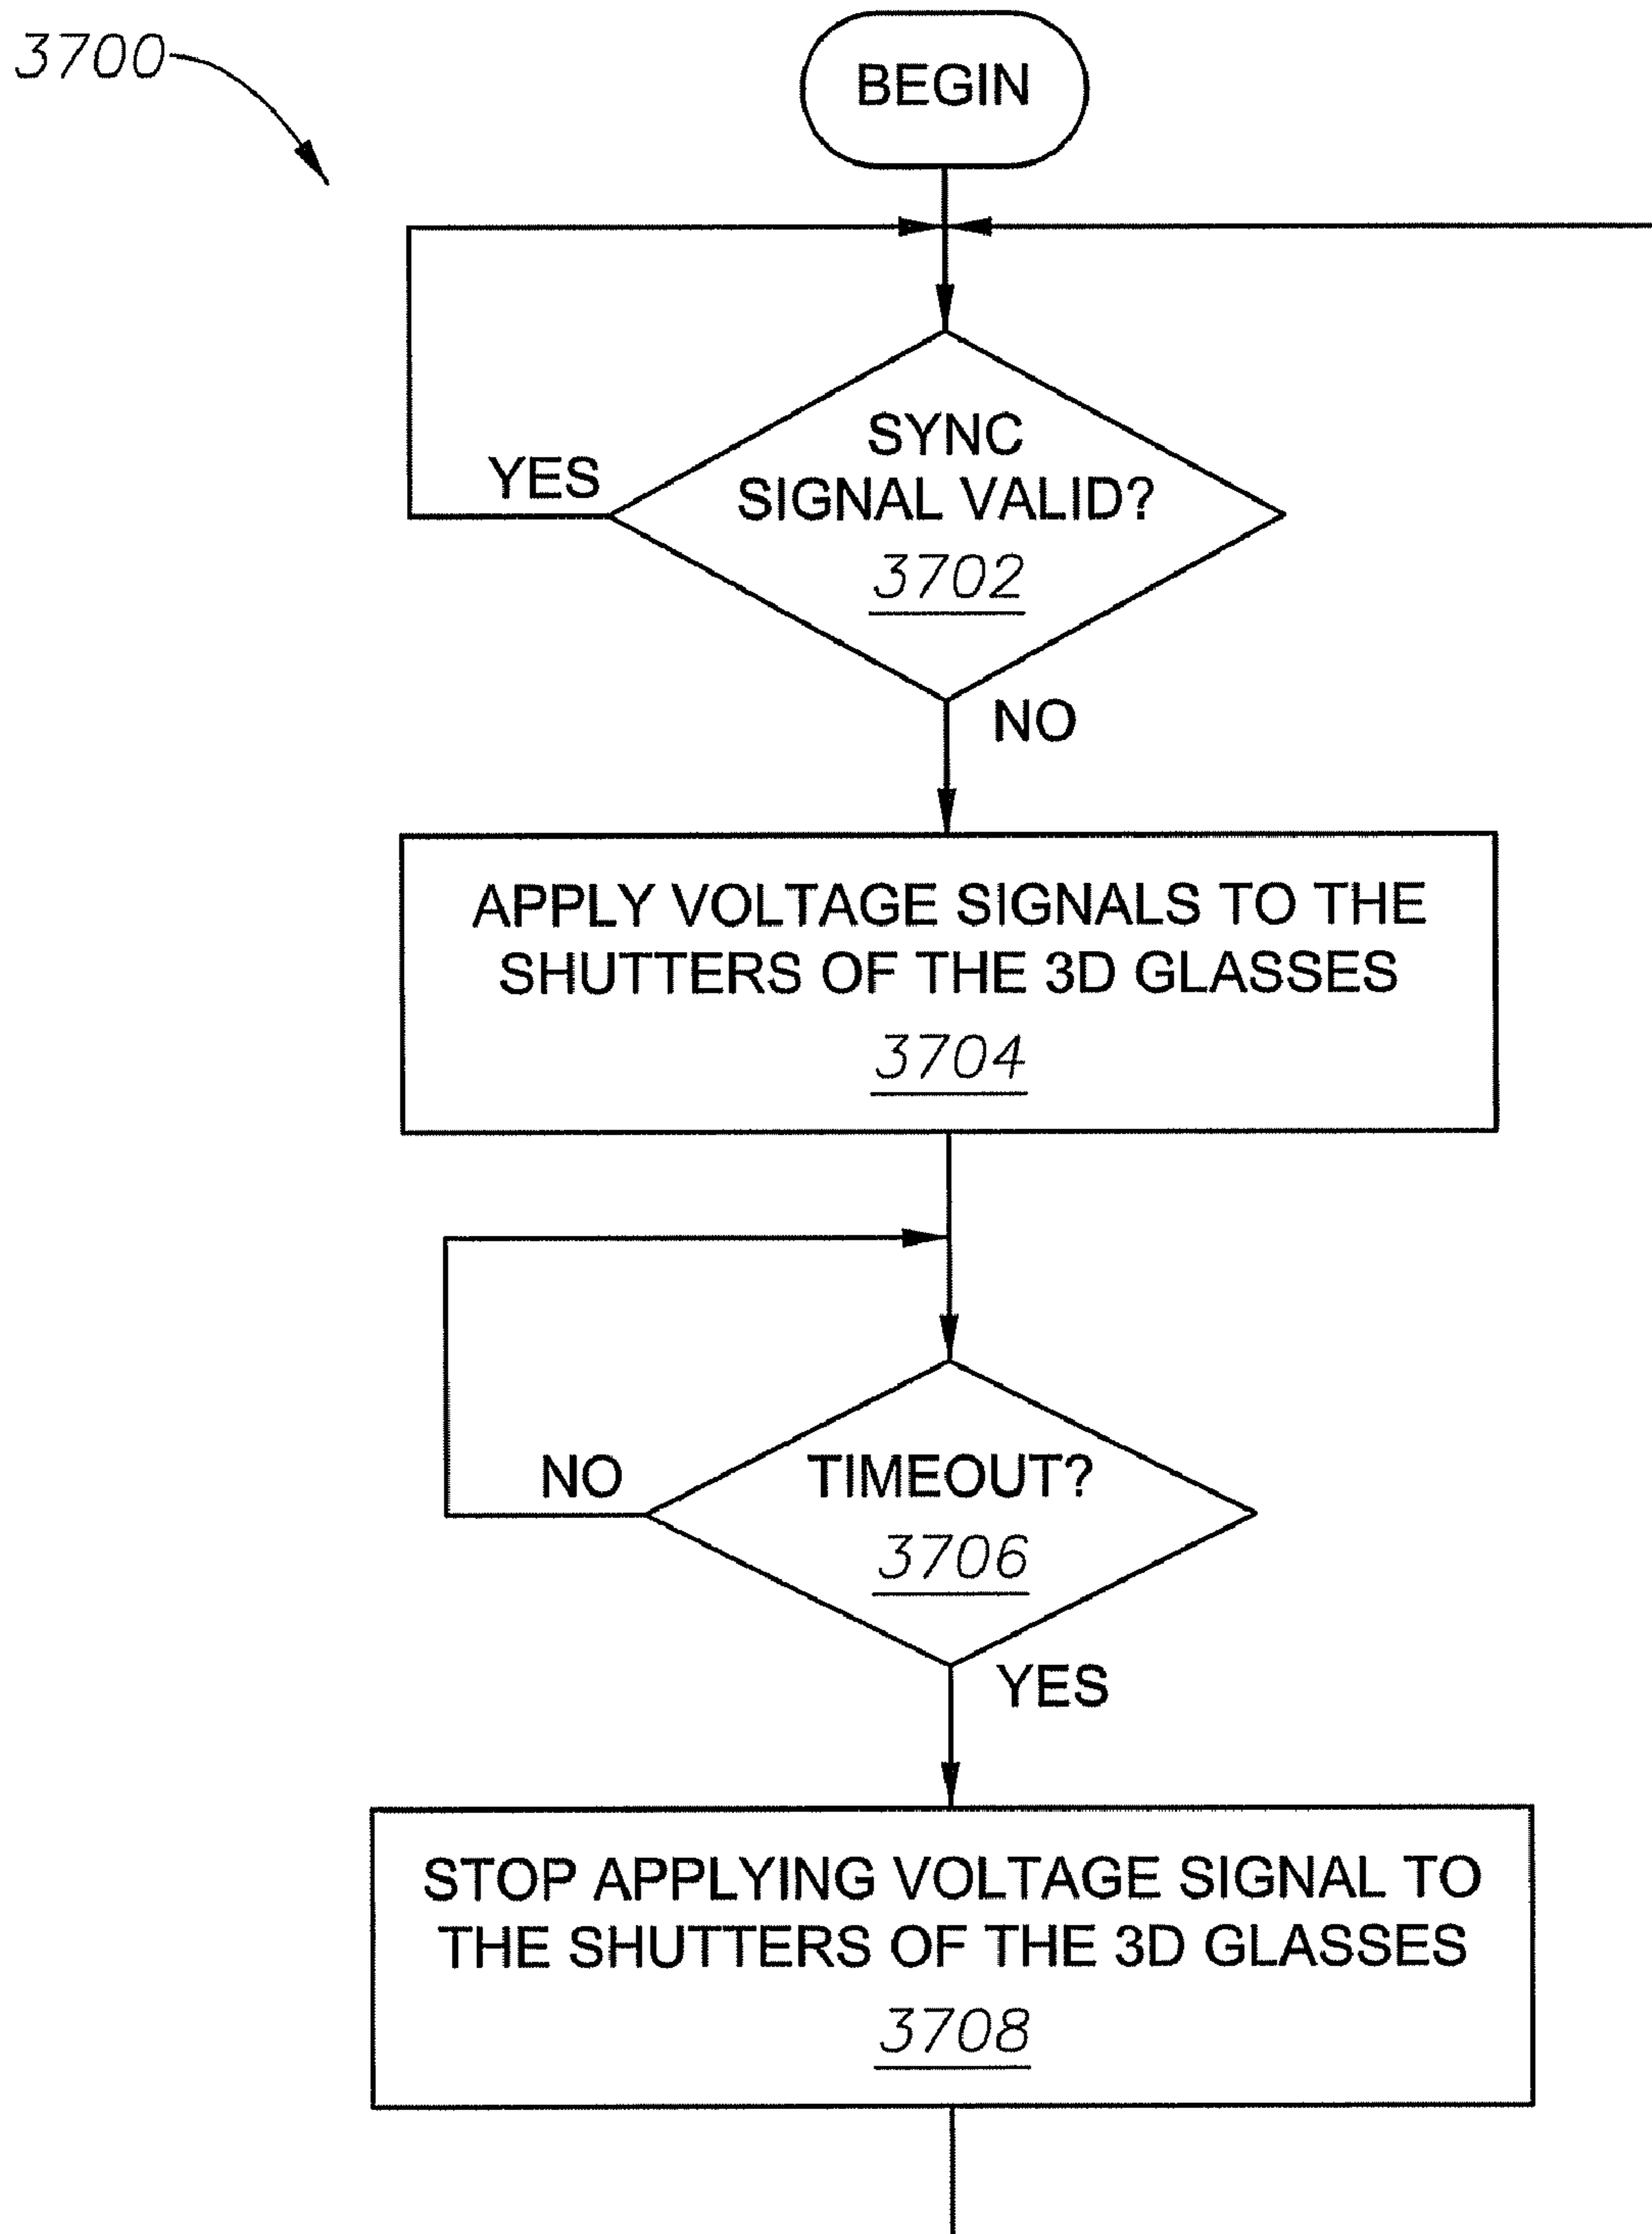 3700
BEGIN
SYNC
SIGNAL VALID?
3702
YES
NO
APPLY VOLTAGE SIGNALS TO THE
SHUTTERS OF THE 3D GLASSES
3704
TIMEOUT?
3706
NO
YES
STOP APPLYING VOLTAGE SIGNAL TO
THE SHUTTERS OF THE 3D GLASSES
3708